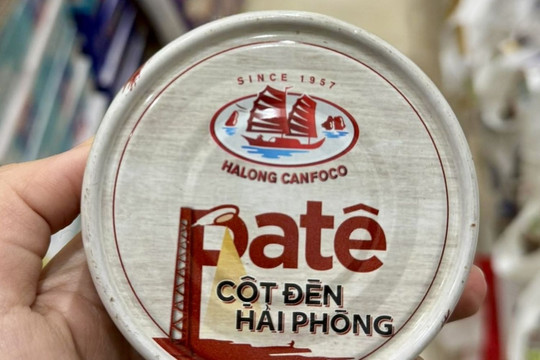 SINCE 1957
HALONG CANFOCO
patê
CỘT ĐÈN
HẢI PHÒNG